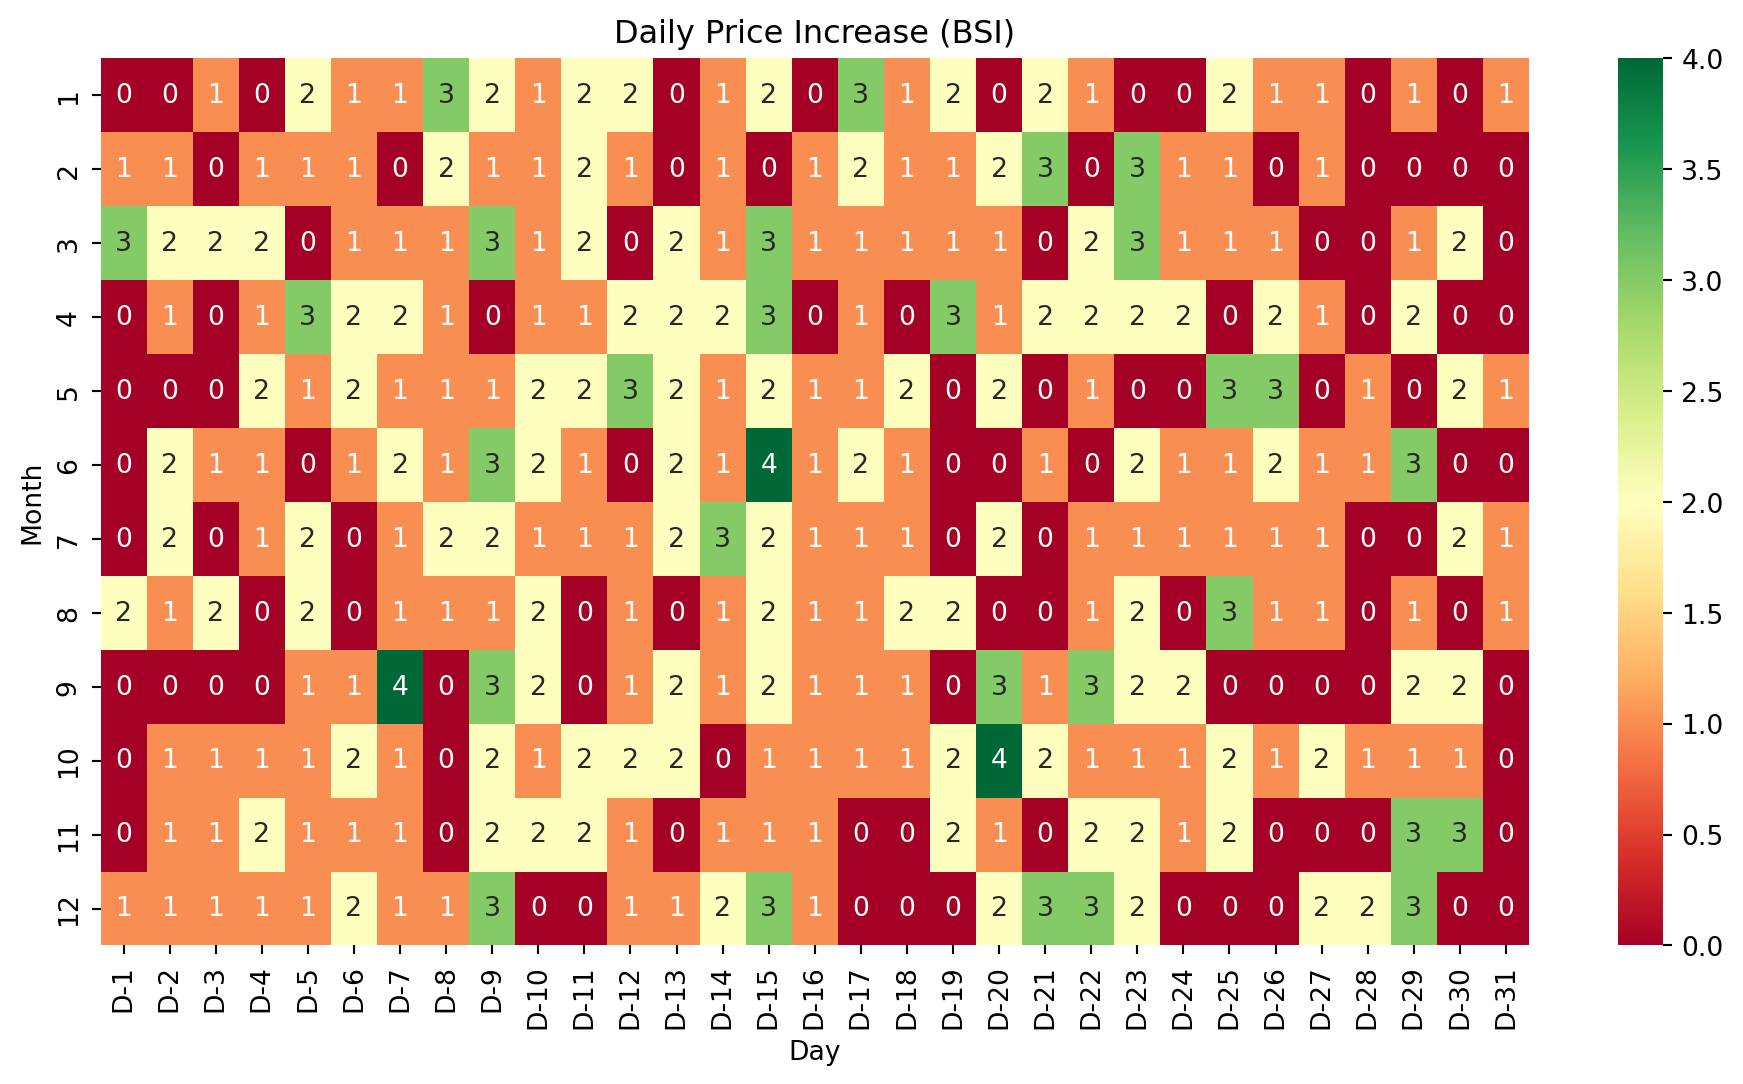 Daily Price Increase (BSI)
1 0 0 1 0 2 1 1 3 2 1 2 2 0 1 2 0 3 1 2 0 2 1 0 0 2 1 1 0 1 0 1
2 1 1 0 1 1 1 0 2 1 1 2 1 0 1 0 1 2 1 1 2 3 0 3 1 1 0 1 0 0 0 0
3 3 2 2 2 0 1 1 1 3 1 2 0 2 1 3 1 1 1 1 1 0 2 3 1 1 1 0 0 1 2 0
4 0 1 0 1 3 2 2 1 0 1 1 2 2 2 3 0 1 0 3 1 2 2 2 2 0 2 1 0 2 0 0
5 0 0 0 2 1 2 1 1 1 2 2 3 2 1 2 1 1 2 0 2 0 1 0 0 3 3 0 1 0 2 1
6 0 2 1 1 0 1 2 1 3 2 1 0 2 1 4 1 2 1 0 0 1 0 2 1 1 2 1 1 3 0 0
7 0 2 0 1 2 0 1 2 2 1 1 1 2 3 2 1 1 1 0 2 0 1 1 1 1 1 1 0 0 2 1
8 2 1 2 0 2 0 1 1 1 2 0 1 0 1 2 1 1 2 2 0 0 1 2 0 3 1 1 0 1 0 1
9 0 0 0 0 1 1 4 0 3 2 0 1 2 1 2 1 1 1 0 3 1 3 2 2 0 0 0 0 2 2 0
10 0 1 1 1 1 2 1 0 2 1 2 2 2 0 1 1 1 1 2 4 2 1 1 1 2 1 2 1 1 1 0
11 0 1 1 2 1 1 1 0 2 2 2 1 0 1 1 1 0 0 2 1 0 2 2 1 2 0 0 0 3 3 0
12 1 1 1 1 1 2 1 1 3 0 0 1 1 2 3 1 0 0 0 2 3 3 2 0 0 0 2 2 3 0 0
D-1 D-2 D-3 D-4 D-5 D-6 D-7 D-8 D-9 D-10 D-11 D-12 D-13 D-14 D-15 D-16 D-17 D-18 D-19 D-20 D-21 D-22 D-23 D-24 D-25 D-26 D-27 D-28 D-29 D-30 D-31
Day
Month
4.0
3.5
3.0
2.5
2.0
1.5
1.0
0.5
0.0